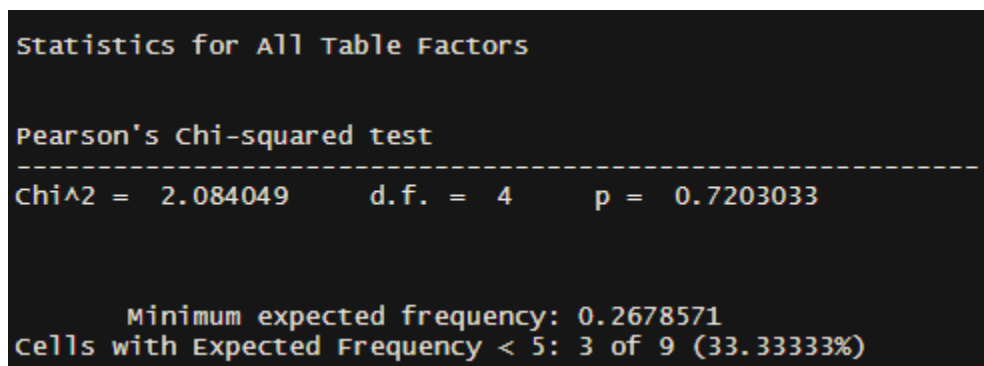 Statistics for All Table Factors
Pearson's Chi-squared test
------------------------------------------------------------
Chi^2 =  2.084049     d.f. =  4     p =  0.7203033
Minimum expected frequency: 0.2678571
Cells with Expected Frequency < 5: 3 of 9 (33.33333%)